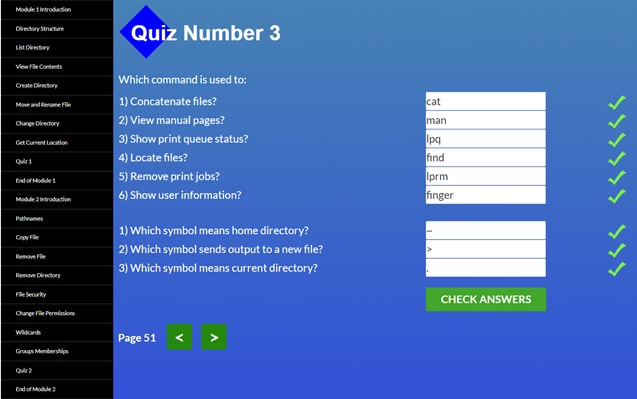 Module 1 Introduction
Directory Structure
List Directory
View File Contents
Create Directory
Move and Rename File
Change Directory
Get Current Location
Quiz 1
End of Module 1
Module 2 Introduction
Pathnames
Copy File
Remove File
Remove Directory
File Security
Change File Permissions
Wildcards
Groups Memberships
Quiz 2
End of Module 2
Quiz Number 3
Which command is used to:
1) Concatenate files? cat
2) View manual pages? man
3) Show print queue status? lpq
4) Locate files? find
5) Remove print jobs? lprm
6) Show user information? finger
1) Which symbol means home directory? ~
2) Which symbol sends output to a new file? >
3) Which symbol means current directory? .
CHECK ANSWERS
Page 51 < >